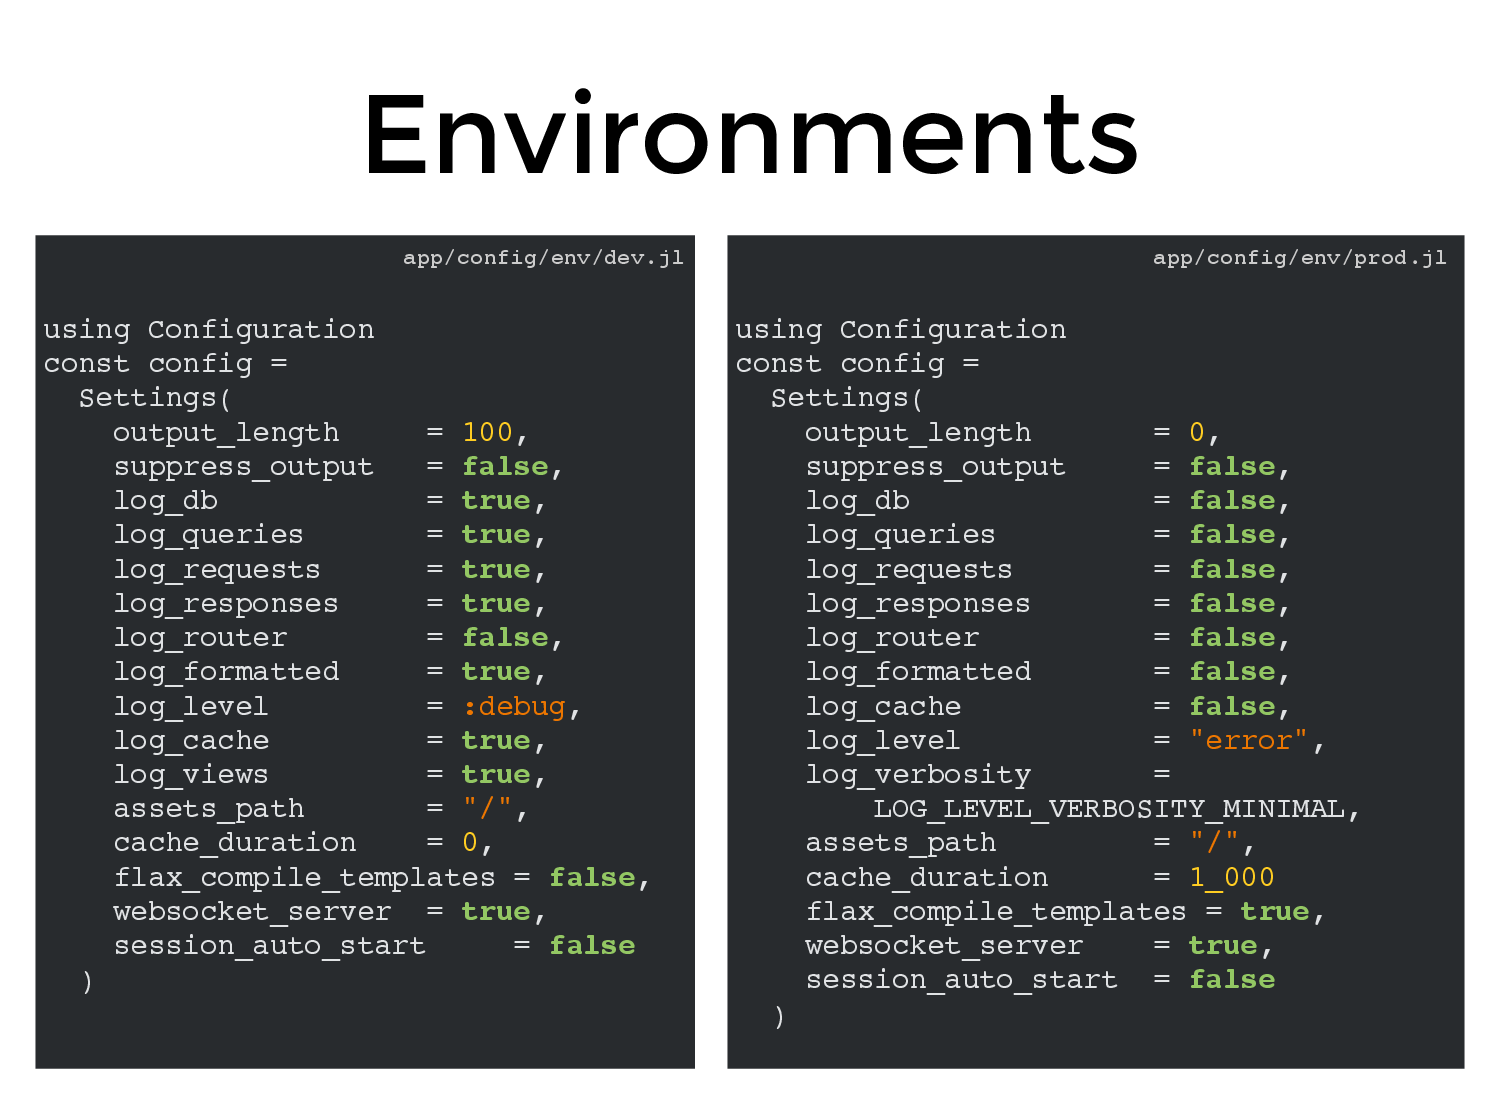 Environments
app/config/env/dev.jl
using Configuration
const config =
  Settings(
    output_length     = 100,
    suppress_output   = false,
    log_db            = true,
    log_queries       = true,
    log_requests      = true,
    log_responses     = true,
    log_router        = false,
    log_formatted     = true,
    log_level         = :debug,
    log_cache         = true,
    log_views         = true,
    assets_path       = "/",
    cache_duration    = 0,
    flax_compile_templates = false,
    websocket_server  = true,
    session_auto_start     = false
  )
app/config/env/prod.jl
using Configuration
const config =
  Settings(
    output_length       = 0,
    suppress_output     = false,
    log_db              = false,
    log_queries         = false,
    log_requests        = false,
    log_responses       = false,
    log_router          = false,
    log_formatted       = false,
    log_cache           = false,
    log_level           = "error",
    log_verbosity       =
        LOG_LEVEL_VERBOSITY_MINIMAL,
    assets_path         = "/",
    cache_duration      = 1_000
    flax_compile_templates = true,
    websocket_server    = true,
    session_auto_start  = false
  )